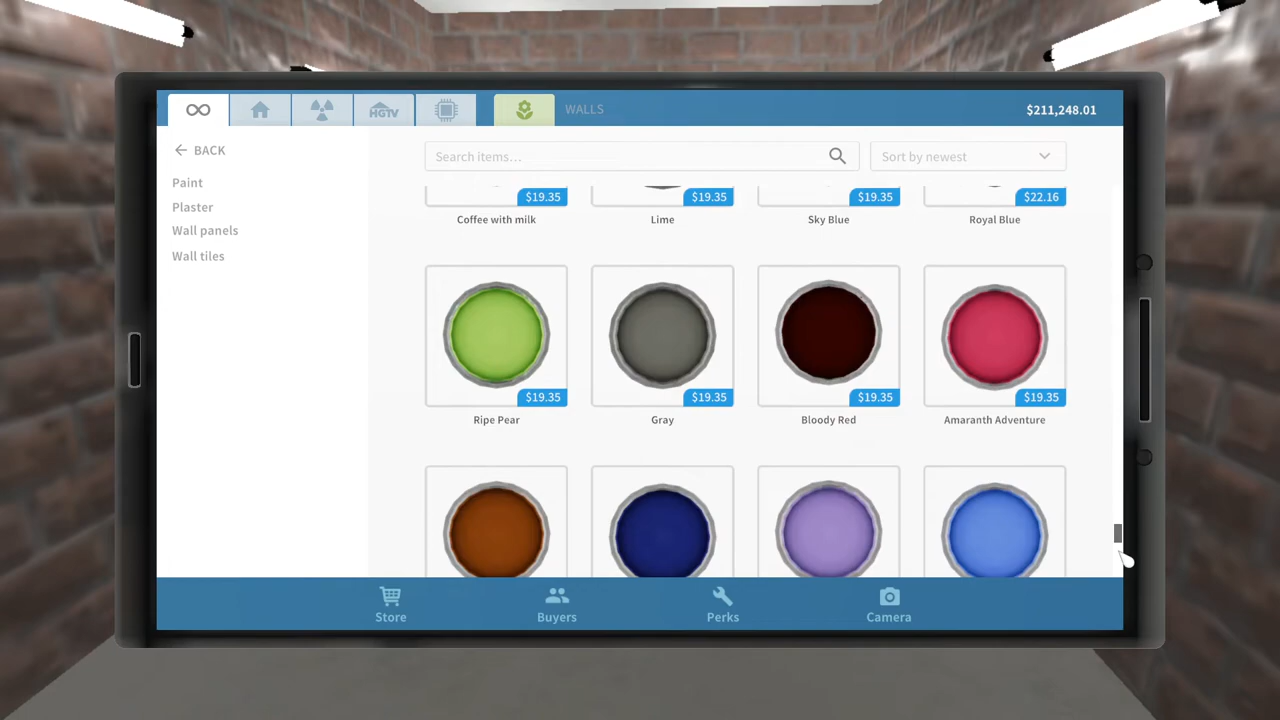 HGTV
WALLS
$211,248.01
BACK
Search items...
Sort by newest
Paint
Plaster
Wall panels
Wall tiles
$19.35
$19.35
$19.35
$22.16
Coffee with milk
Lime
Sky Blue
Royal Blue
$19.35
$19.35
$19.35
$19.35
Ripe Pear
Gray
Bloody Red
Amaranth Adventure
Store
Buyers
Perks
Camera